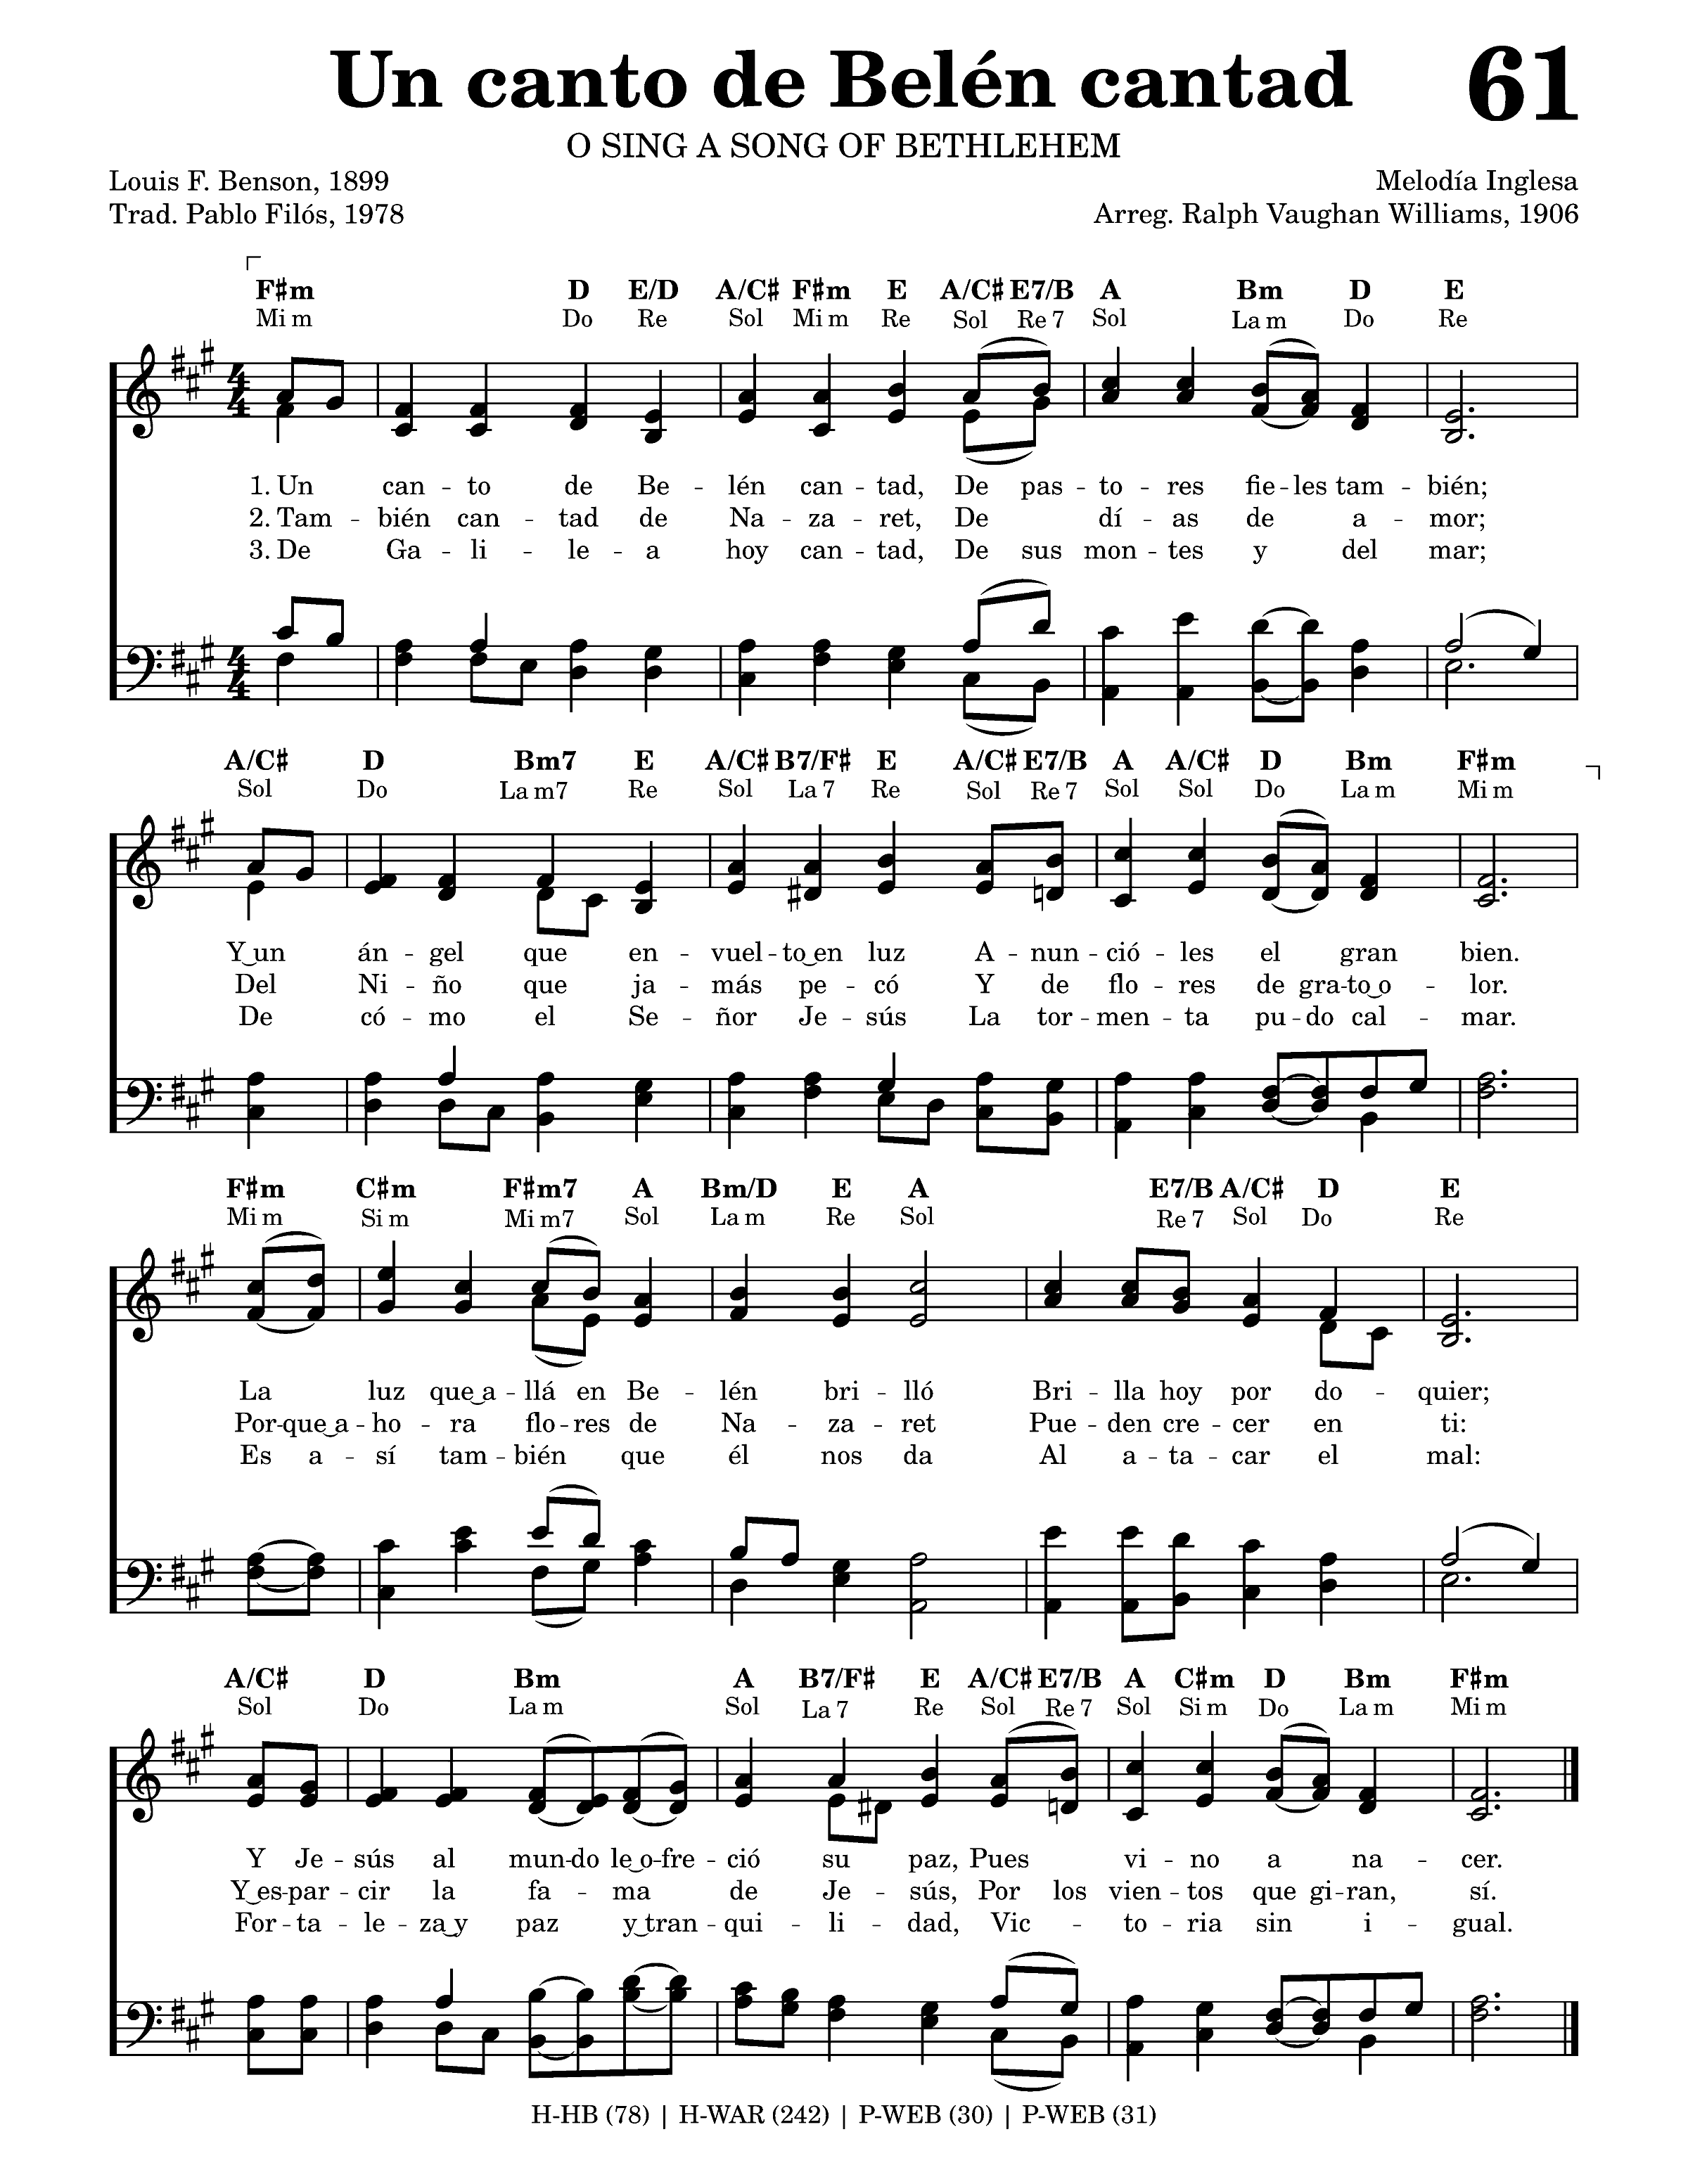 Un canto de Belén cantad 61
O SING A SONG OF BETHLEHEM
Louis F. Benson, 1899 Melodía Inglesa
Trad. Pablo Filós, 1978 Arreg. Ralph Vaughan Williams, 1906
F♯m D E/D A/C♯ F♯m E A/C♯ E7/B A Bm D E
Mi m Do Re Sol Mi m Re Sol Re 7 Sol La m Do Re
1. Un can -- to de Be -- lén can -- tad, De pas -- to -- res fie -- les tam -- bién;
2. Tam -- bién can -- tad de Na -- za -- ret, De dí -- as de a -- mor;
3. De Ga -- li -- le -- a hoy can -- tad, De sus mon -- tes y del mar;
A/C♯ D Bm7 E A/C♯ B7/F♯ E A/C♯ E7/B A A/C♯ D Bm F♯m
Sol Do La m7 Re Sol La 7 Re Sol Re 7 Sol Sol Do La m Mi m
Y un án -- gel que en -- vuel -- to en luz A -- nun -- ció -- les el gran bien.
Del Ni -- ño que ja -- más pe -- có Y de flo -- res de gra -- to o -- lor.
De có -- mo el Se -- ñor Je -- sús La tor -- men -- ta pu -- do cal -- mar.
F♯m C♯m F♯m7 A Bm/D E A E7/B A/C♯ D E
Mi m Si m Mi m7 Sol La m Re Sol Re 7 Sol Do Re
La luz que a -- llá en Be -- lén bri -- lló Bri -- lla hoy por do -- quier;
Por -- que a -- ho -- ra flo -- res de Na -- za -- ret Pue -- den cre -- cer en ti:
Es a -- sí tam -- bién que él nos da Al a -- ta -- car el mal:
A/C♯ D Bm A B7/F♯ E A/C♯ E7/B A C♯m D Bm F♯m
Sol Do La m Sol La 7 Re Sol Re 7 Sol Si m Do La m Mi m
Y Je -- sús al mun -- do le o -- fre -- ció su paz, Pues vi -- no a na -- cer.
Y es -- par -- cir la fa -- ma de Je -- sús, Por los vien -- tos que gi -- ran, sí.
For -- ta -- le -- za y paz y tran -- qui -- li -- dad, Vic -- to -- ria sin i -- gual.
H-HB (78) | H-WAR (242) | P-WEB (30) | P-WEB (31)